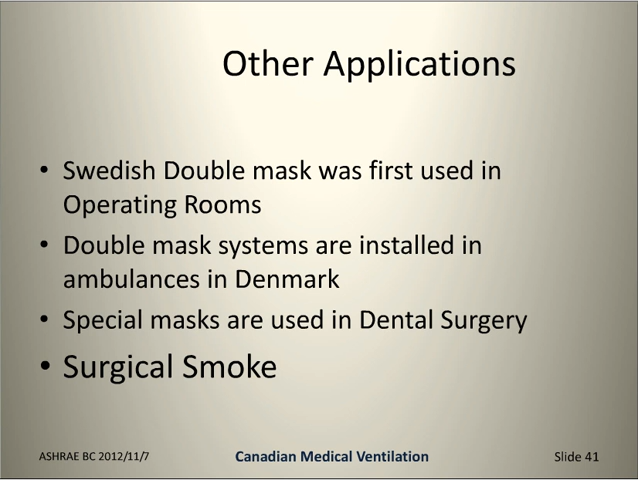 Other Applications
• Swedish Double mask was first used in
Operating Rooms
• Double mask systems are installed in
ambulances in Denmark
• Special masks are used in Dental Surgery
• Surgical Smoke
ASHRAE BC 2012/11/7
Canadian Medical Ventilation
Slide 41